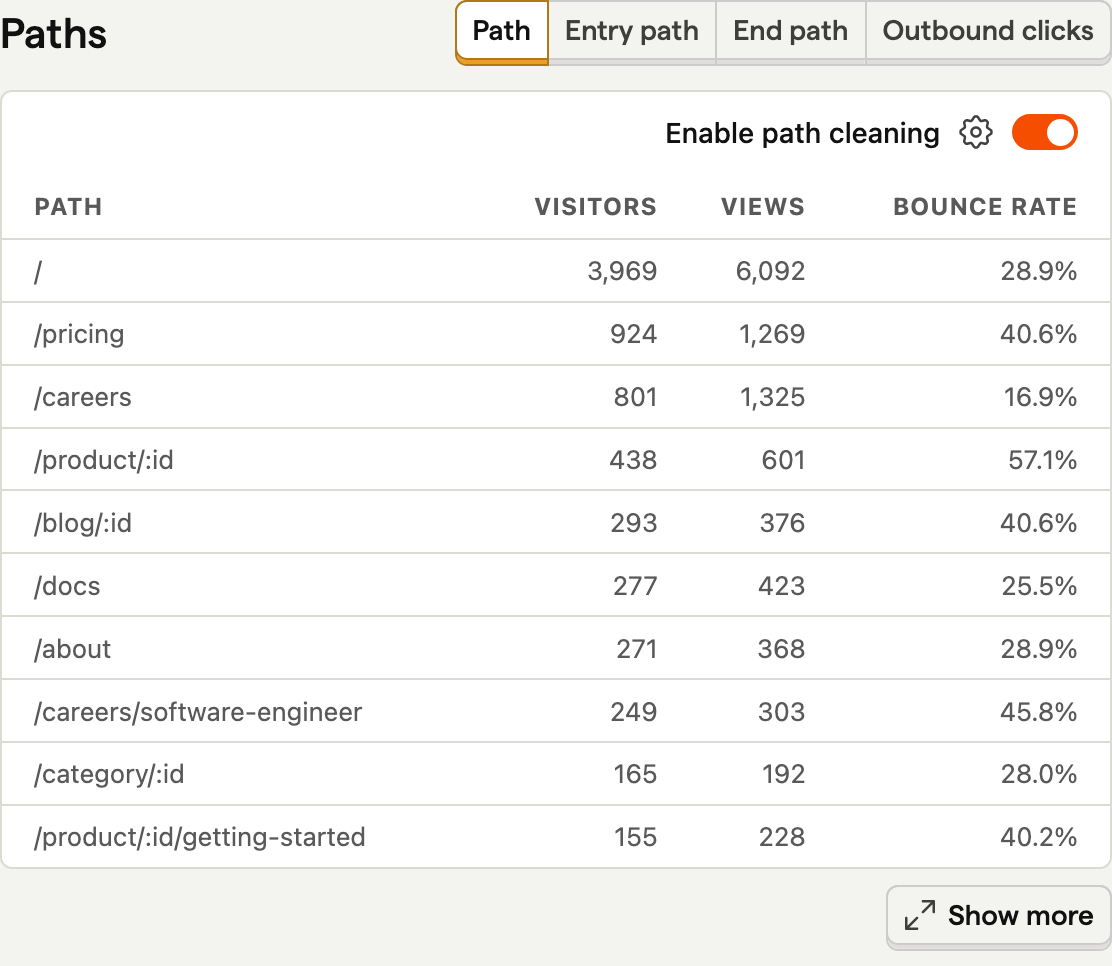 Paths
Path Entry path End path Outbound clicks
Enable path cleaning
PATH VISITORS VIEWS BOUNCE RATE
/ 3,969 6,092 28.9%
/pricing 924 1,269 40.6%
/careers 801 1,325 16.9%
/product/:id 438 601 57.1%
/blog/:id 293 376 40.6%
/docs 277 423 25.5%
/about 271 368 28.9%
/careers/software-engineer 249 303 45.8%
/category/:id 165 192 28.0%
/product/:id/getting-started 155 228 40.2%
Show more